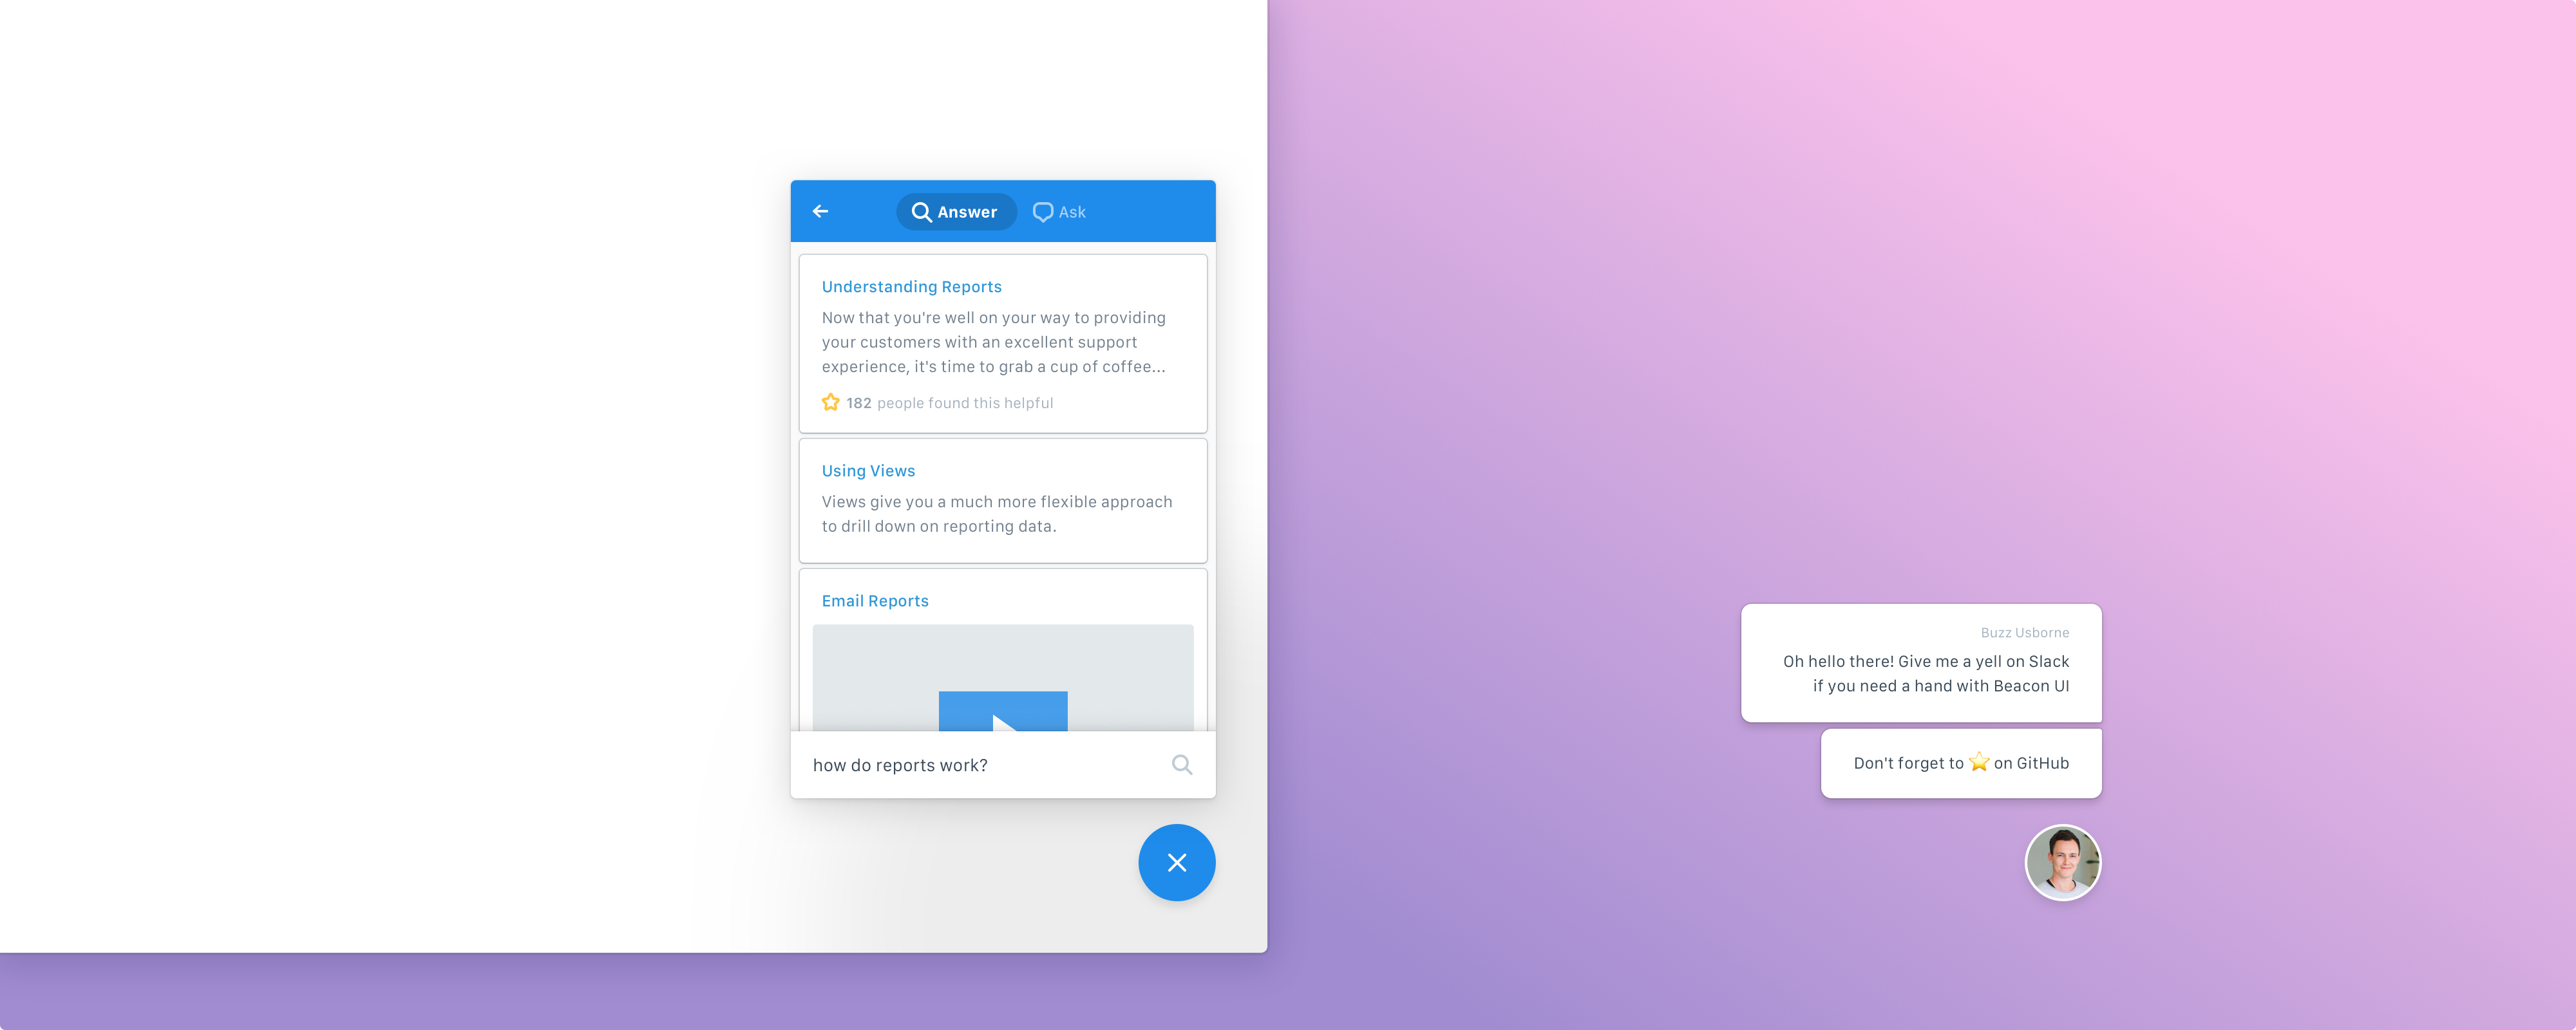 Answer
Ask
Understanding Reports
Now that you're well on your way to providing
your customers with an excellent support
experience, it's time to grab a cup of coffee...
182 people found this helpful
Using Views
Views give you a much more flexible approach
to drill down on reporting data.
Email Reports
how do reports work?
Buzz Usborne
Oh hello there! Give me a yell on Slack
if you need a hand with Beacon UI
Don't forget to ⭐ on GitHub